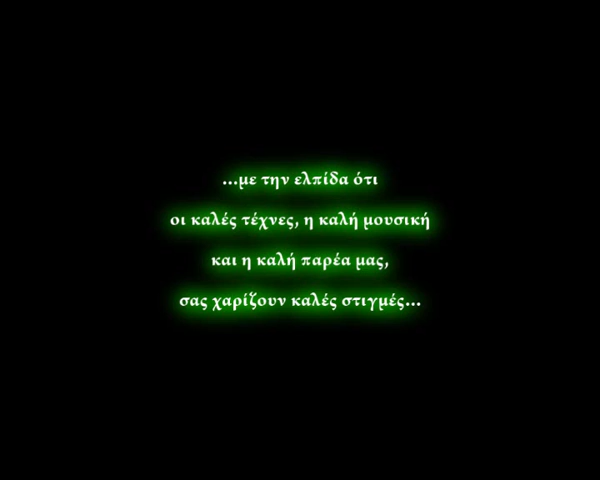 ...με την ελπίδα ότι
οι καλές τέχνες, η καλή μουσική
και η καλή παρέα μας,
σας χαρίζουν καλές στιγμές...